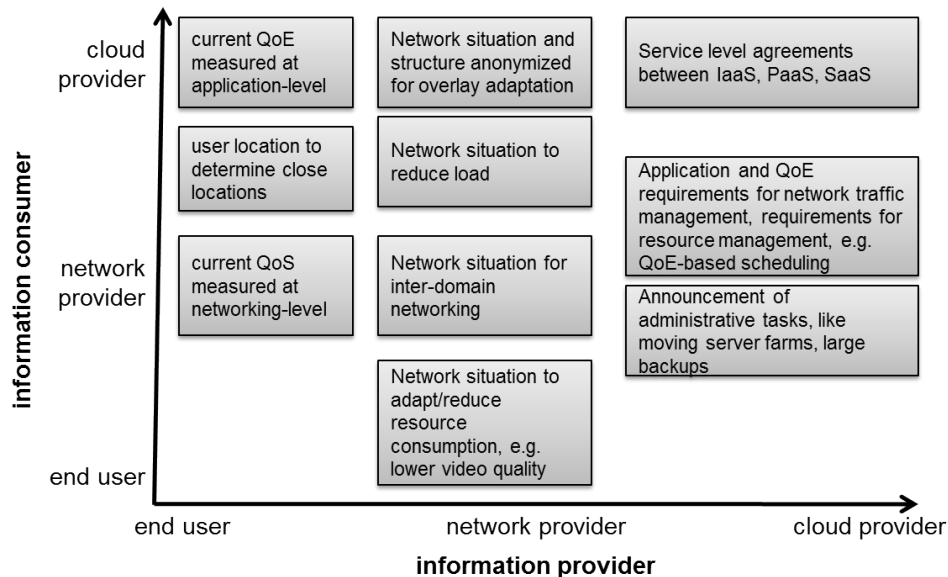 cloud
provider
current QoE
measured at
application-level
Network situation and
structure anonymized
for overlay adaptation
Service level agreements
between IaaS, PaaS, SaaS
user location to
determine close
locations
Network situation to
reduce load
Application and QoE
requirements for network traffic
management, requirements for
resource management, e.g.
QoE-based scheduling
information consumer
network
provider
current QoS
measured at
networking-level
Network situation for
inter-domain
networking
Announcement of
administrative tasks, like
moving server farms, large
backups
Network situation to
adapt/reduce
resource
consumption, e.g.
lower video quality
end user
end user
network provider
cloud provider
information provider